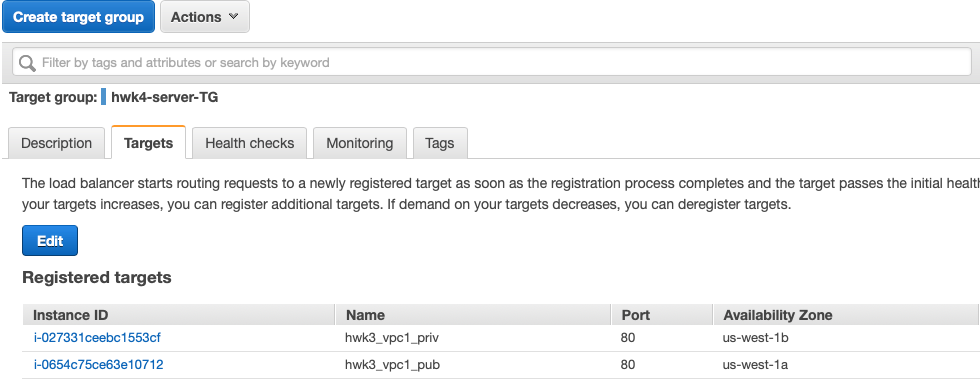 Create target group Actions
Filter by tags and attributes or search by keyword
Target group: hwk4-server-TG
Description Targets Health checks Monitoring Tags
The load balancer starts routing requests to a newly registered target as soon as the registration process completes and the target passes the initial healt
your targets increases, you can register additional targets. If demand on your targets decreases, you can deregister targets.
Edit
Registered targets
Instance ID Name Port Availability Zone
i-027331ceebc1553cf hwk3_vpc1_priv 80 us-west-1b
i-0654c75ce63e10712 hwk3_vpc1_pub 80 us-west-1a